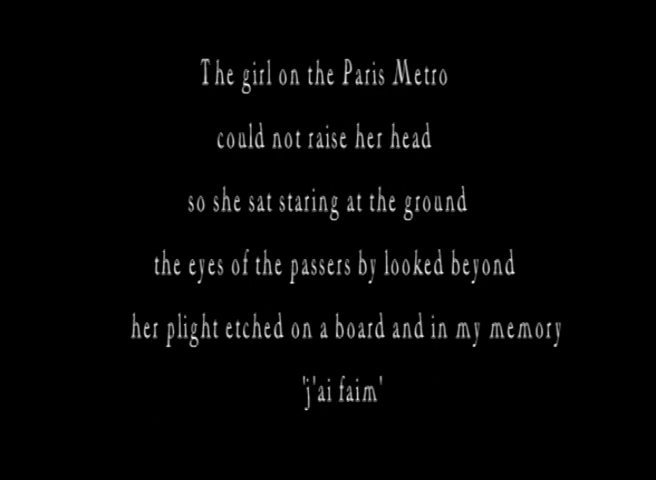 The girl on the Paris Metro
could not raise her head
so she sat staring at the ground
the eyes of the passers by looked beyond
her plight etched on a board and in my memory
'j'ai faim'